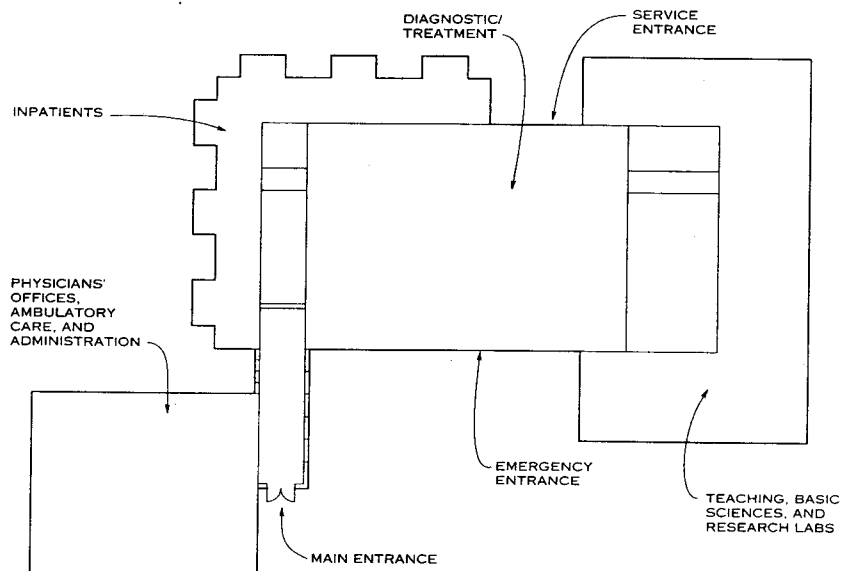 DIAGNOSTIC/
TREATMENT
SERVICE
ENTRANCE
INPATIENTS
PHYSICIANS'
OFFICES,
AMBULATORY
CARE, AND
ADMINISTRATION
EMERGENCY
ENTRANCE
TEACHING, BASIC
SCIENCES, AND
RESEARCH LABS
MAIN ENTRANCE